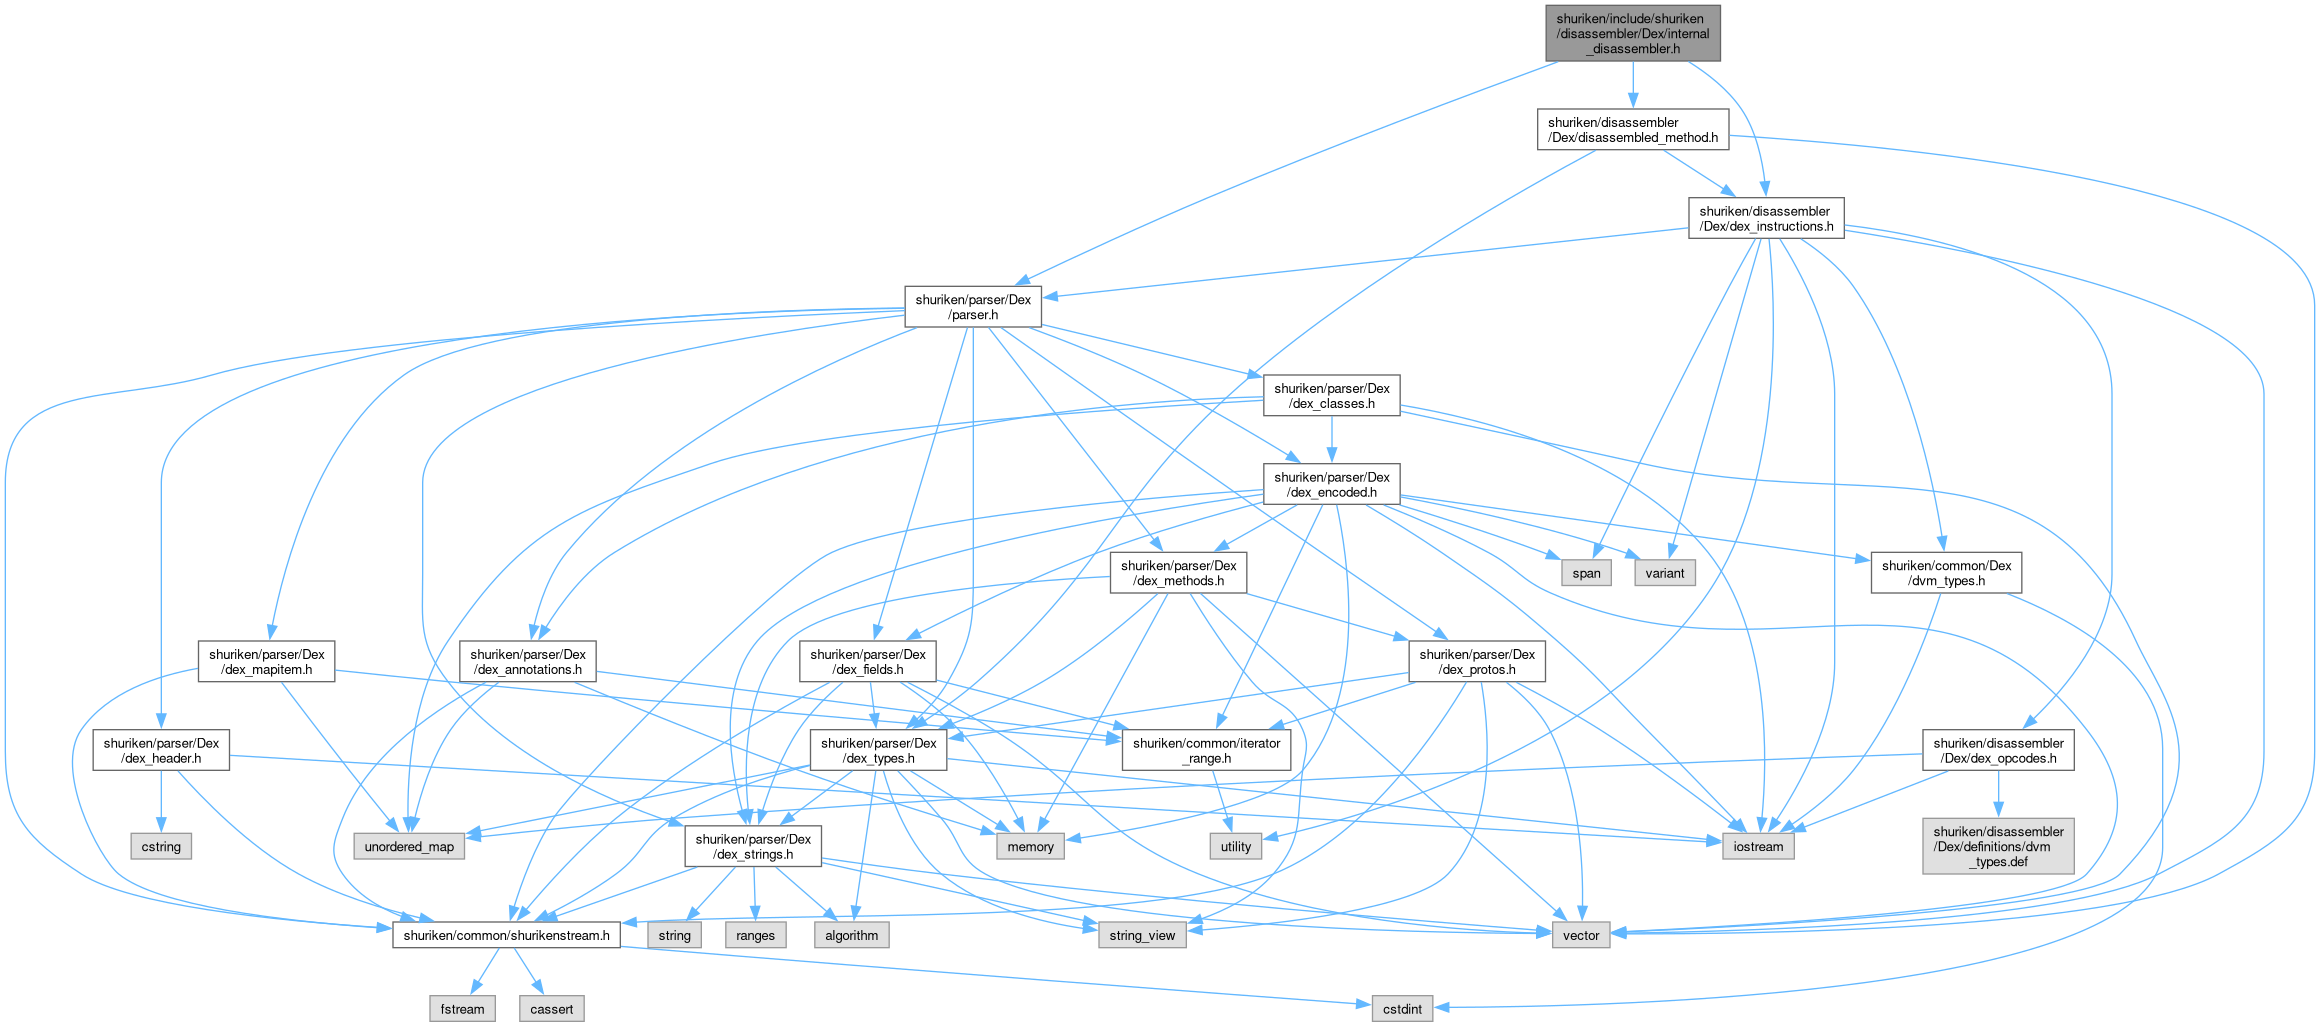 shuriken/include/shuriken
/disassembler/Dex/internal
_disassembler.h
shuriken/disassembler
/Dex/disassembled_method.h
shuriken/disassembler
/Dex/dex_instructions.h
shuriken/parser/Dex
/parser.h
shuriken/parser/Dex
/dex_classes.h
shuriken/parser/Dex
/dex_encoded.h
shuriken/parser/Dex
/dex_methods.h
span
variant
shuriken/common/Dex
/dvm_types.h
shuriken/parser/Dex
/dex_mapitem.h
shuriken/parser/Dex
/dex_annotations.h
shuriken/parser/Dex
/dex_fields.h
shuriken/parser/Dex
/dex_protos.h
shuriken/parser/Dex
/dex_header.h
shuriken/parser/Dex
/dex_types.h
shuriken/common/iterator
_range.h
shuriken/disassembler
/Dex/dex_opcodes.h
cstring
unordered_map
shuriken/parser/Dex
/dex_strings.h
memory
utility
iostream
shuriken/disassembler
/Dex/definitions/dvm
_types.def
shuriken/common/shurikenstream.h
string
ranges
algorithm
string_view
vector
fstream
cassert
cstdint